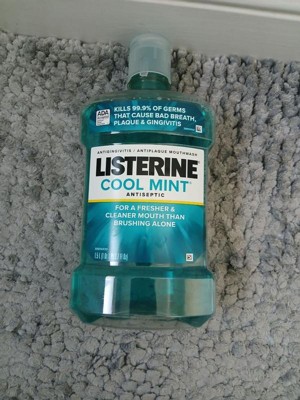 ADA
KILLS 99.9% OF GERMS
THAT CAUSE BAD BREATH,
PLAQUE & GINGIVITIS
ANTIGINGIVITIS / ANTIPLAQUE MOUTHWASH
LISTERINE
COOL MINT
ANTISEPTIC
FOR A FRESHER &
CLEANER MOUTH THAN
BRUSHING ALONE